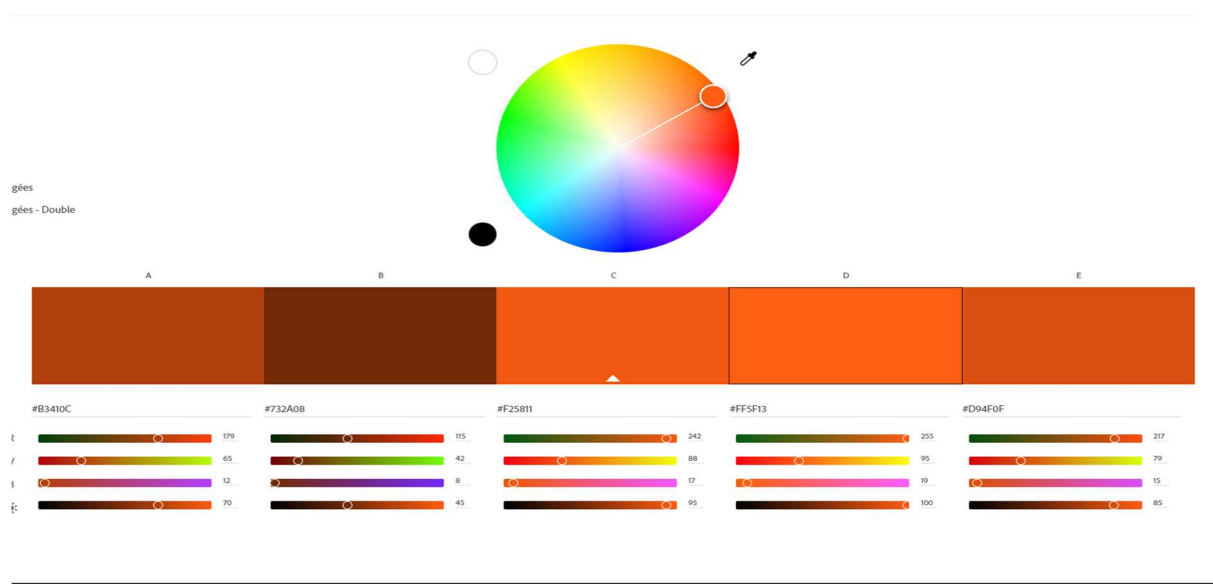 gées
gées - Double
A B C D E
#B3410C #732A08 #F25811 #FF5F13 #D94F0F
179 115 242 255 217
65 42 88 95 79
12 8 17 19 15
70 45 95 100 85